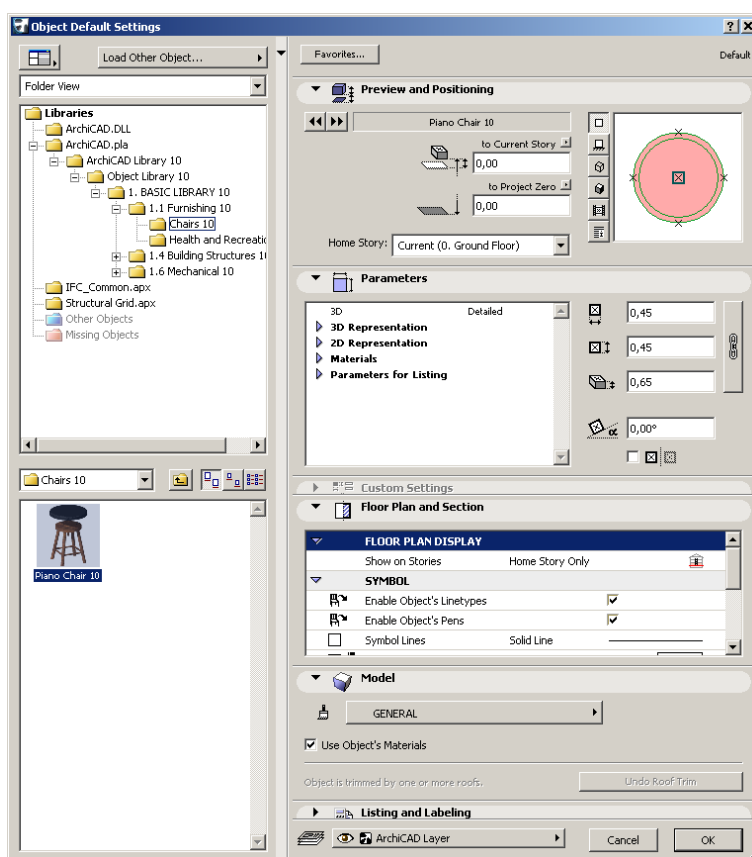 Object Default Settings
Load Other Object...
Folder View
Libraries
ArchiCAD.DLL
ArchiCAD.pla
ArchiCAD Library 10
Object Library 10
1. BASIC LIBRARY 10
1.1 Furnishing 10
Chairs 10
Health and Recreatio
1.4 Building Structures 1
1.6 Mechanical 10
IFC_Common.apx
Structural Grid.apx
Other Objects
Missing Objects
Chairs 10
Piano Chair 10
Favorites...
Default
Preview and Positioning
Piano Chair 10
to Current Story
0,00
to Project Zero
0,00
Home Story: Current (0. Ground Floor)
Parameters
3D Detailed
3D Representation
2D Representation
Materials
Parameters for Listing
0,45
0,45
0,65
α 0,00°
Custom Settings
Floor Plan and Section
FLOOR PLAN DISPLAY
Show on Stories Home Story Only
SYMBOL
Enable Object's Linetypes
Enable Object's Pens
Symbol Lines Solid Line
Model
GENERAL
Use Object's Materials
Object is trimmed by one or more roofs. Undo Roof Trim
Listing and Labeling
ArchiCAD Layer
Cancel OK